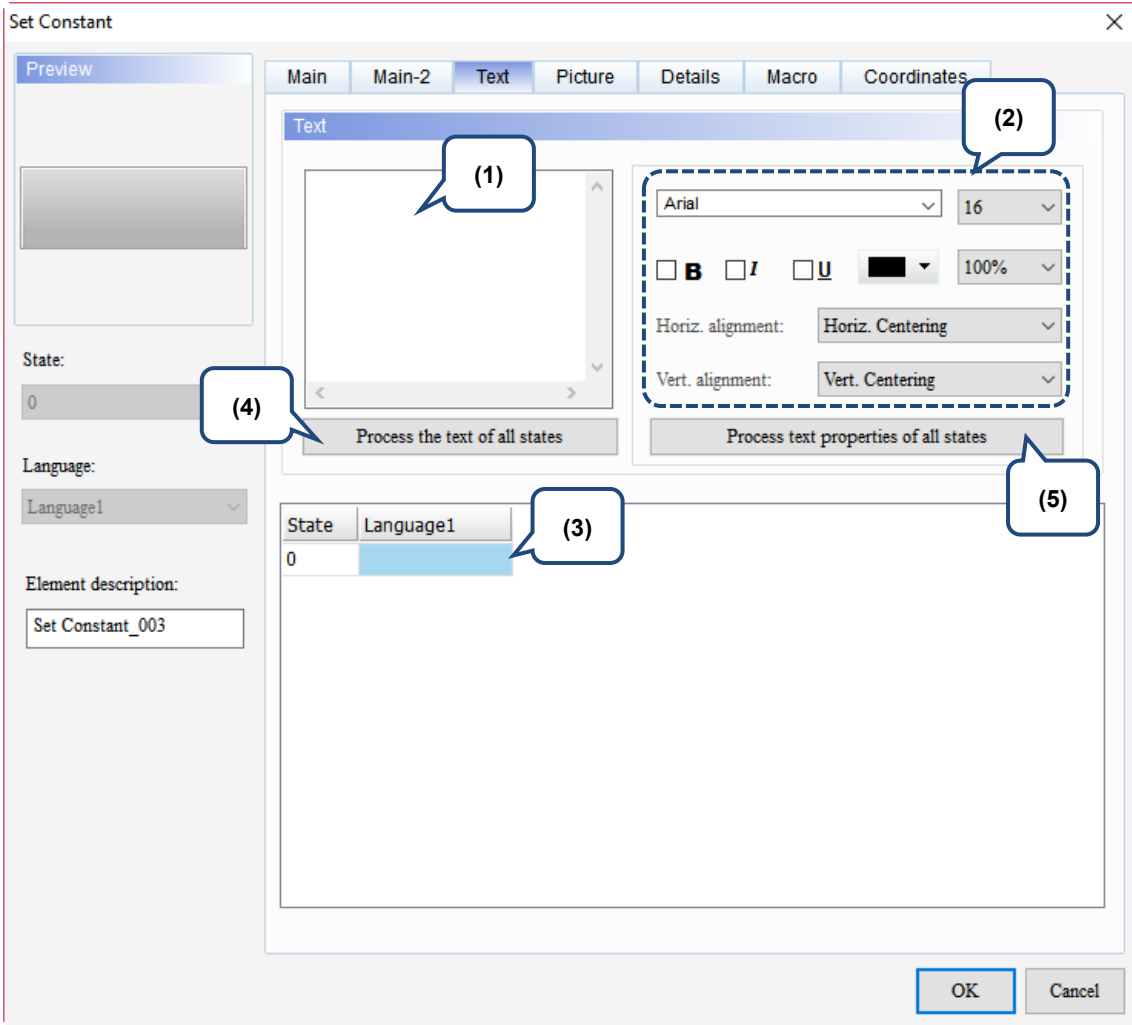 Set Constant
Preview
Main Main-2 Text Picture Details Macro Coordinates
(2)
Text
(1)
Arial 16
B I U 100%
Horiz. alignment: Horiz. Centering
Vert. alignment: Vert. Centering
State:
0
(4)
Process the text of all states Process text properties of all states
Language:
Language1
(5)
State Language1
(3)
0
Element description:
Set Constant_003
OK Cancel